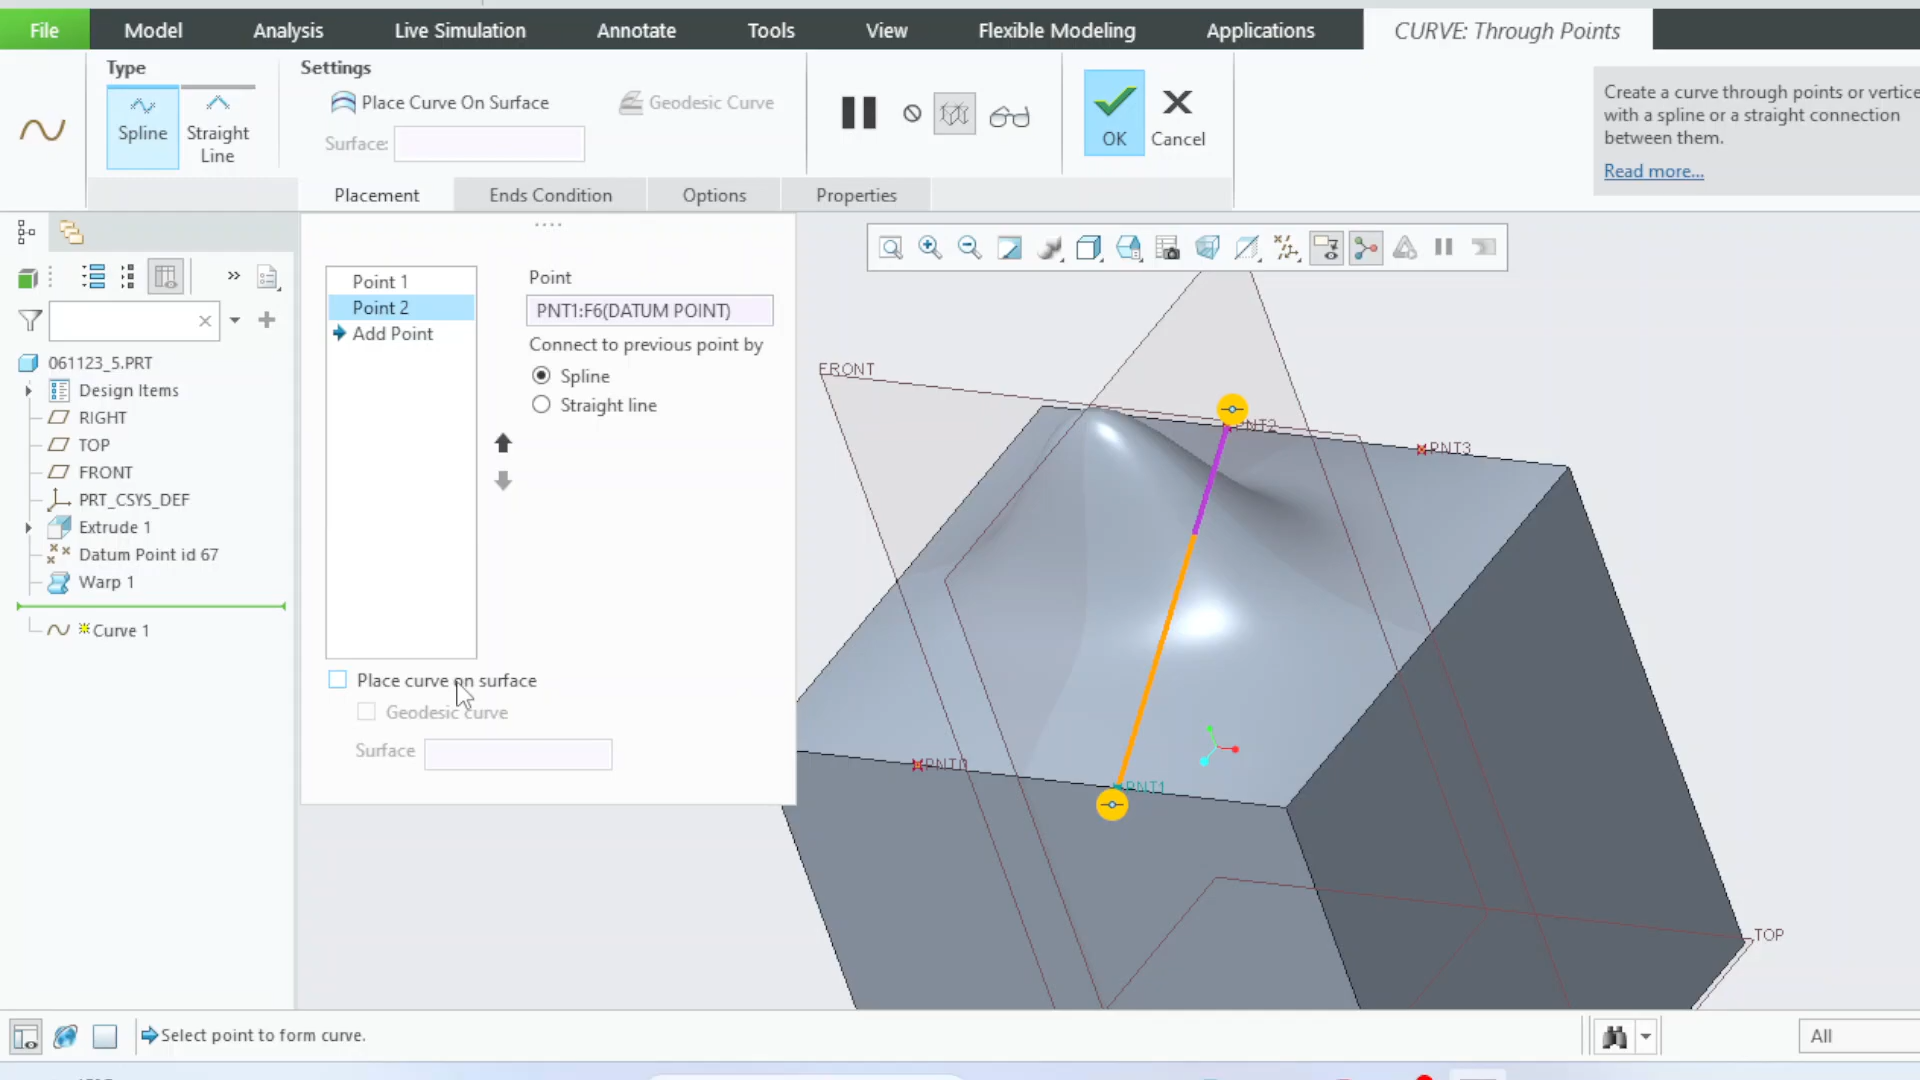 File Model Analysis Live Simulation Annotate Tools View Flexible Modeling Applications CURVE: Through Points
Type
Settings
Spline
Straight
Line
Place Curve On Surface
Geodesic Curve
Surface:
OK
Cancel
Create a curve through points or vertice
with a spline or a straight connection
between them.
Read more...
Placement Ends Condition Options Properties
061123_5.PRT
Design Items
RIGHT
TOP
FRONT
PRT_CSYS_DEF
Extrude 1
Datum Point id 67
Warp 1
Curve 1
Point 1
Point 2
Add Point
Point
PNT1:F6(DATUM POINT)
Connect to previous point by
Spline
Straight line
Place curve on surface
Geodesic curve
Surface
FRONT
PNT2
PNT3
PNT0
PNT1
TOP
Select point to form curve.
All